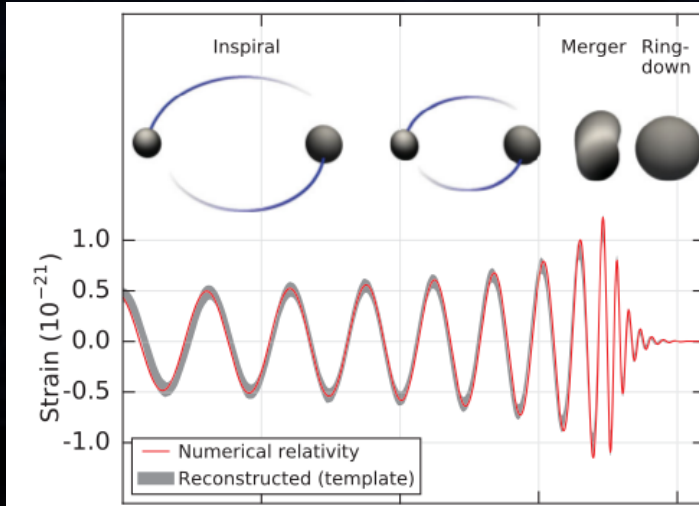 Inspiral
Merger
Ring-
down
1.0
0.5
0.0
-0.5
-1.0
Strain (10⁻²¹)
Numerical relativity
Reconstructed (template)